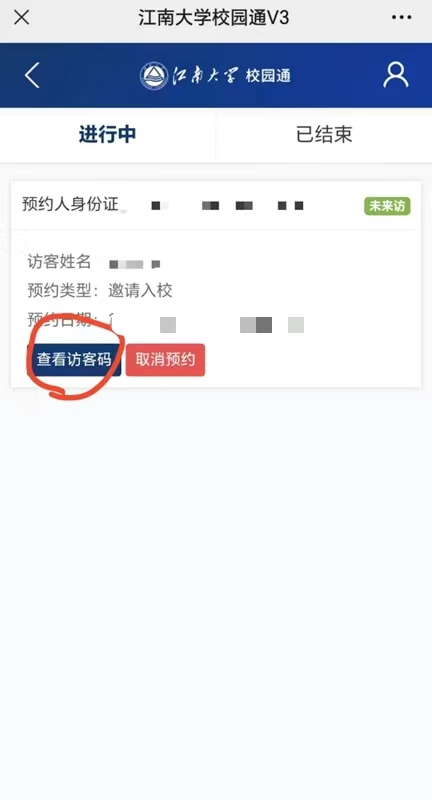 江南大学校园通V3
江南大学 校园通
进行中
已结束
预约人身份证
未来访
访客姓名
预约类型：邀请入校
预约日期：
查看访客码
取消预约